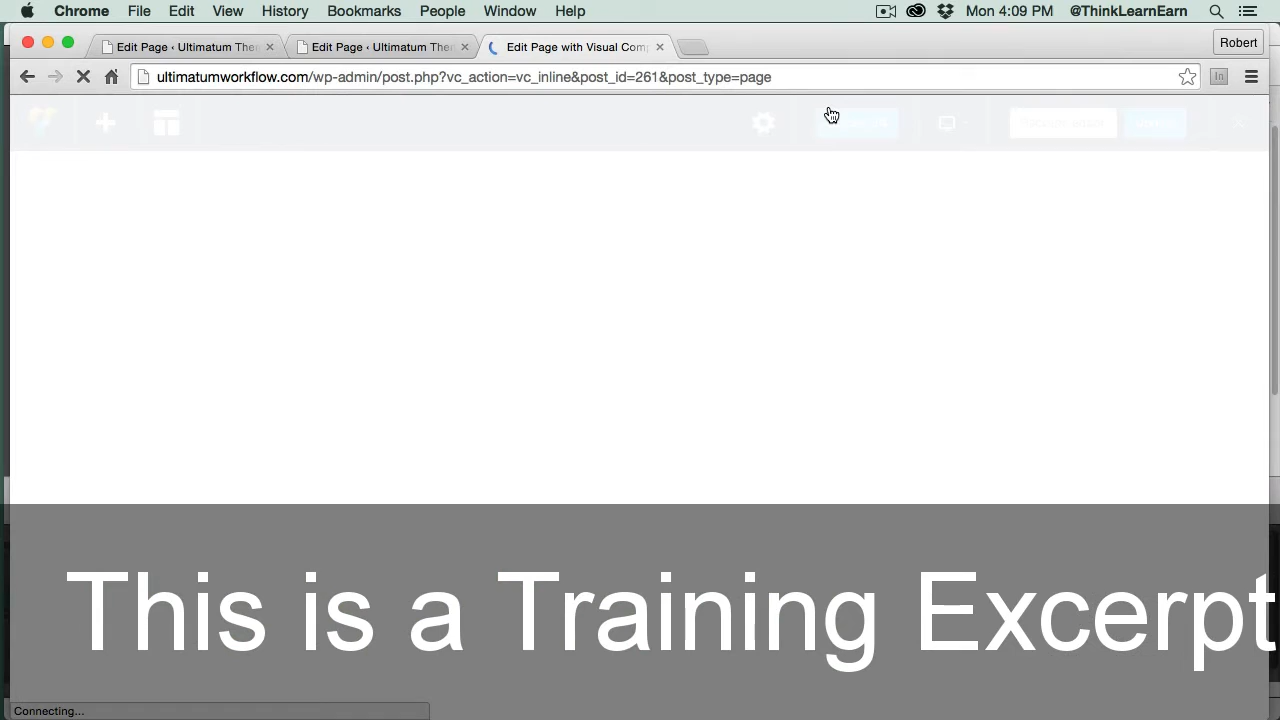 Chrome File Edit View History Bookmarks People Window Help Mon 4:09 PM @ThinkLearnEarn
Edit Page ‹ Ultimatum The Edit Page ‹ Ultimatum The Edit Page with Visual Com Robert
ultimatumworkflow.com/wp-admin/post.php?vc_action=vc_inline&post_id=261&post_type=page
This is a Training Excerpt
Connecting...